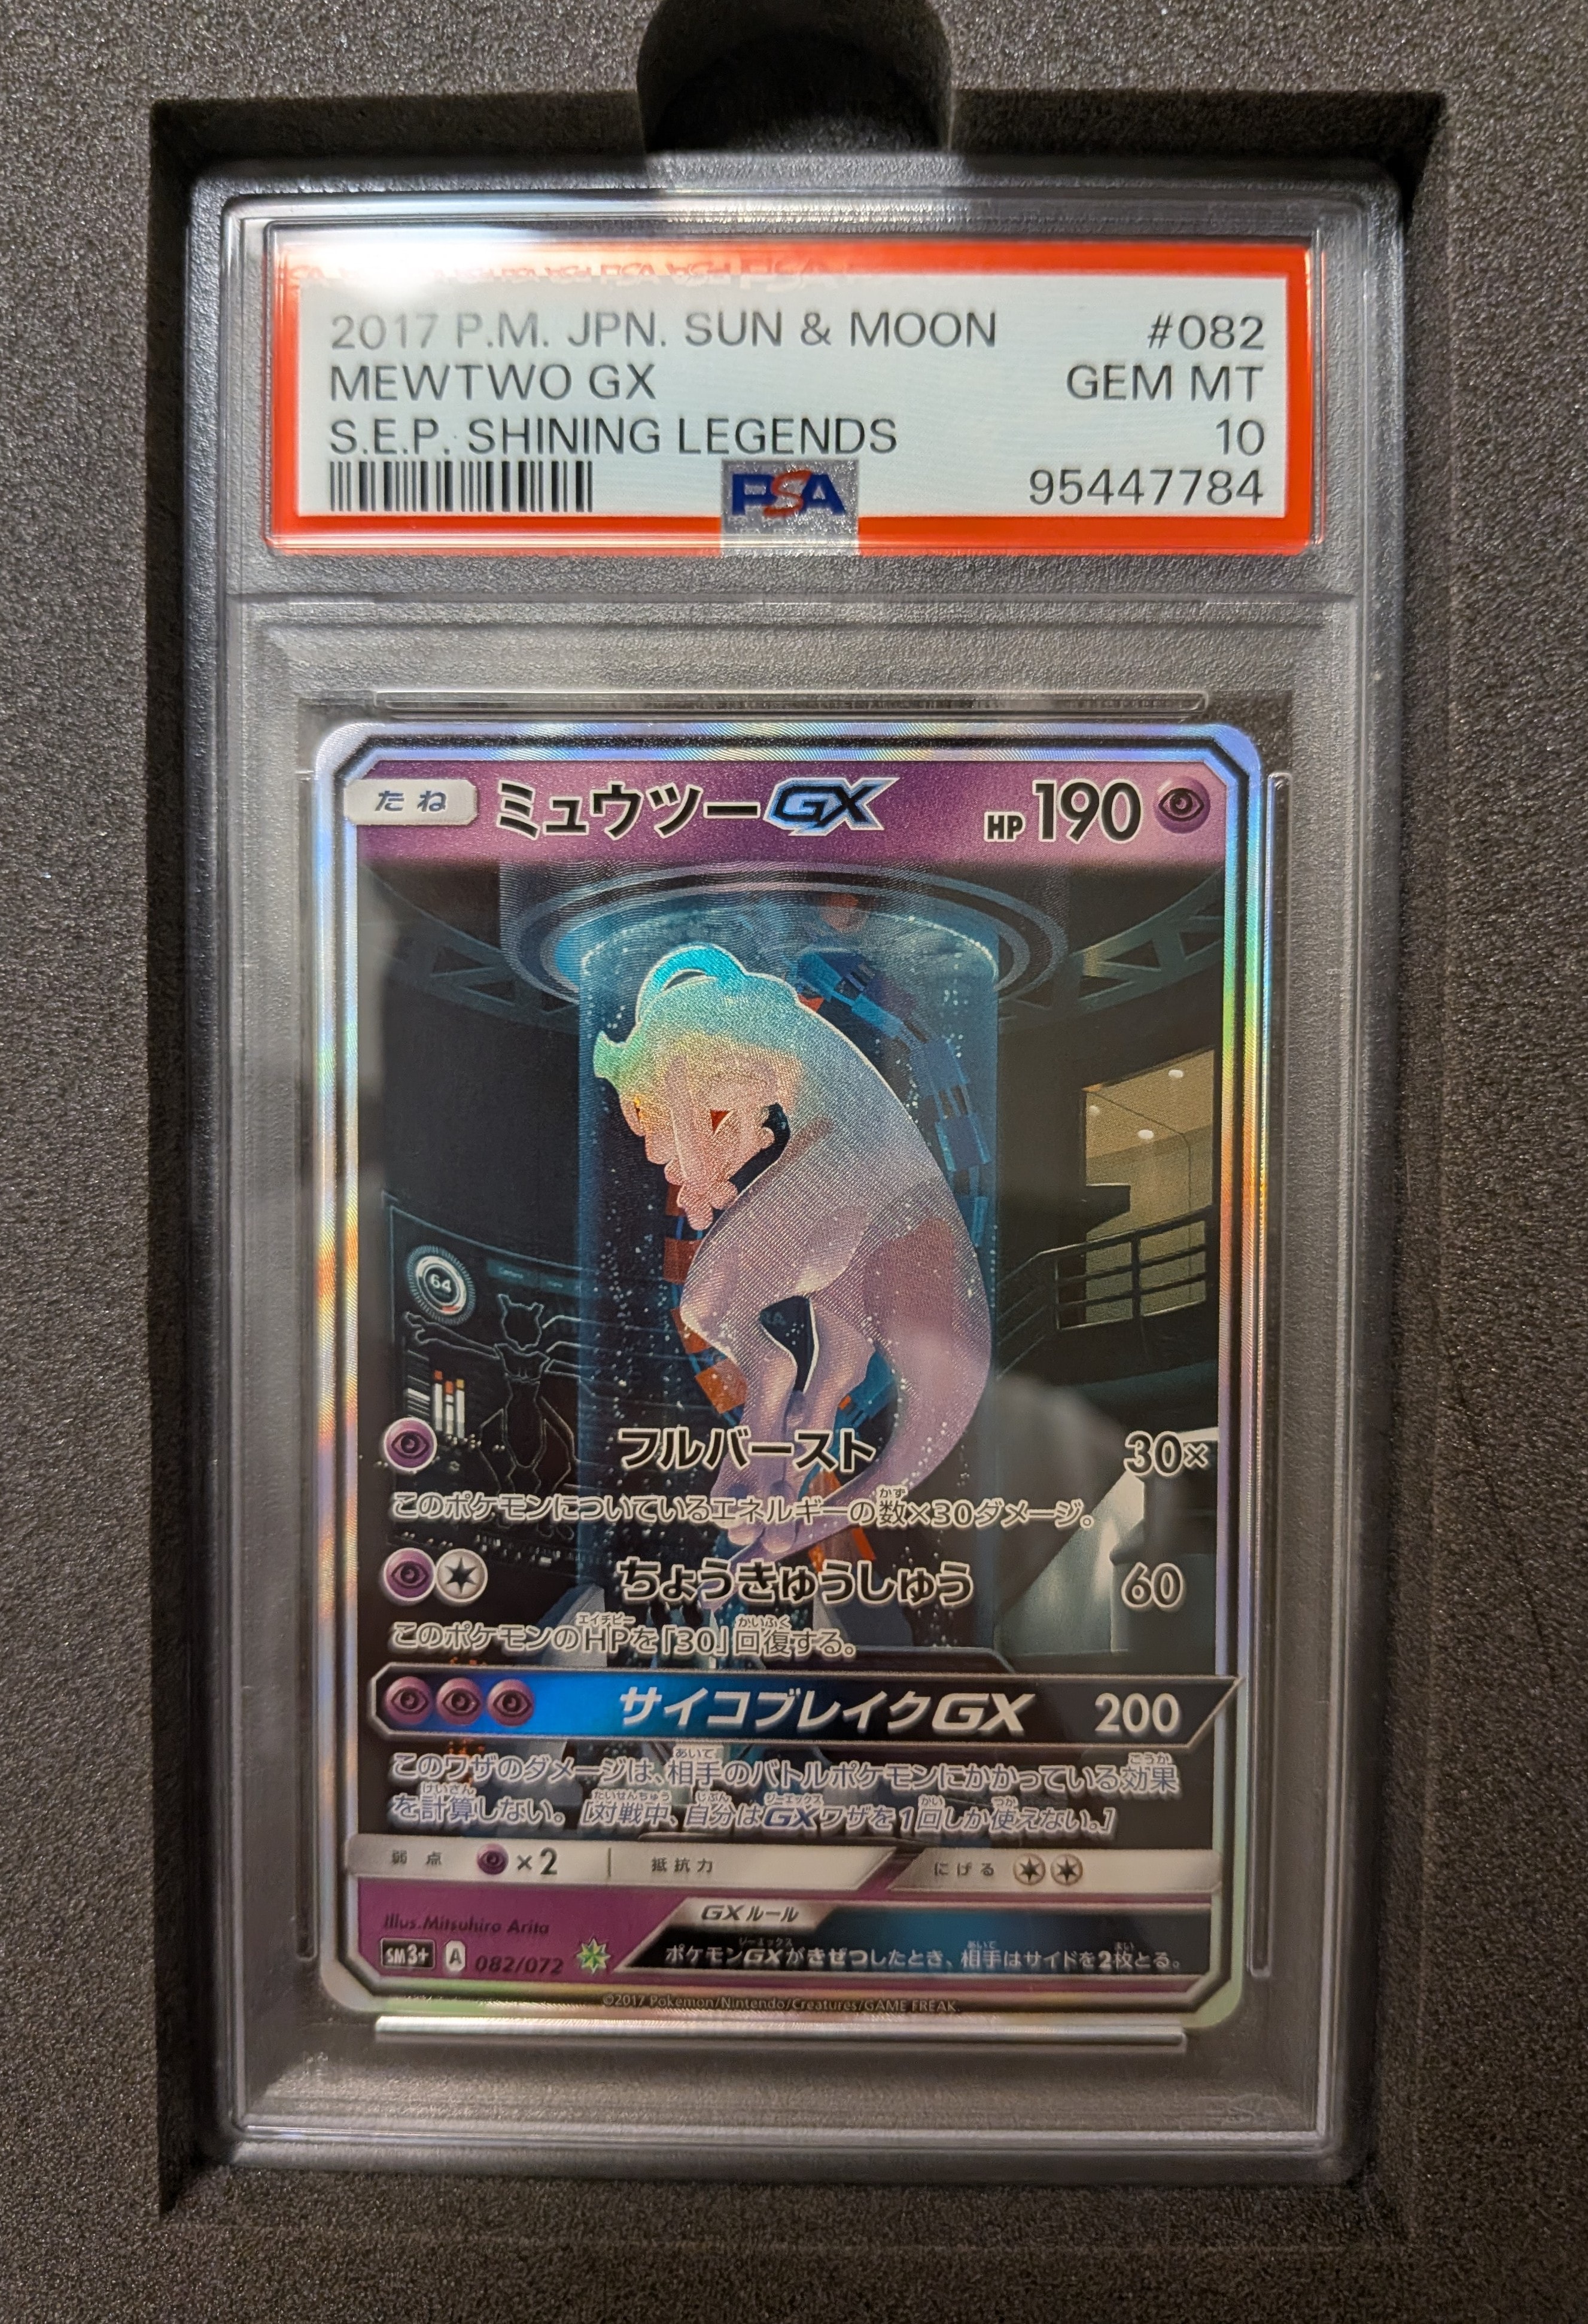 2017 P.M. JPN. SUN & MOON #082
MEWTWO GX GEM MT
S.E.P. SHINING LEGENDS 10
PSA 95447784
たね ミュウツーGX HP190
64
フルバースト 30×
このポケモンについているエネルギーの数×30ダメージ。
ちょうきゅうしゅう 60
このポケモンのHPを「30」回復する。
サイコブレイクGX 200
このワザのダメージは、相手のバトルポケモンにかかっている効果
を計算しない。［対戦中、自分はGXワザを1回しか使えない。］
弱点 ×2 抵抗力 にげる
GXルール
Illus.Mitsuhiro Arita
SM3+ A 082/072 ポケモンGXがきぜつしたとき、相手はサイドを2枚とる。
©2017 Pokémon/Nintendo/Creatures/GAME FREAK.